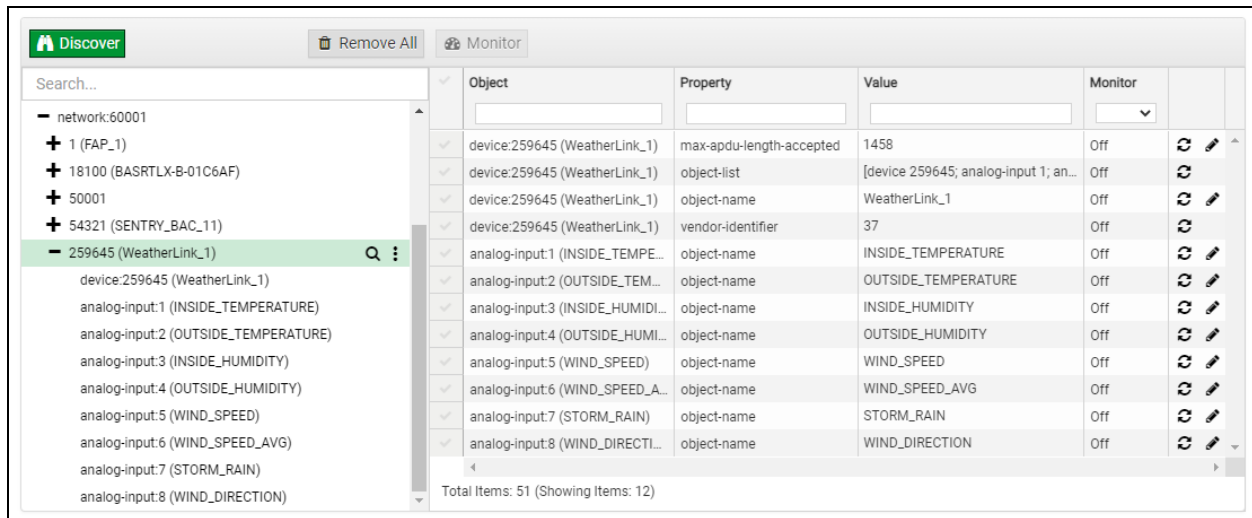 Discover
Remove All
Monitor
Search...
network:60001
1 (FAP_1)
18100 (BASRTLX-B-01C6AF)
50001
54321 (SENTRY_BAC_11)
259645 (WeatherLink_1)
device:259645 (WeatherLink_1)
analog-input:1 (INSIDE_TEMPERATURE)
analog-input:2 (OUTSIDE_TEMPERATURE)
analog-input:3 (INSIDE_HUMIDITY)
analog-input:4 (OUTSIDE_HUMIDITY)
analog-input:5 (WIND_SPEED)
analog-input:6 (WIND_SPEED_AVG)
analog-input:7 (STORM_RAIN)
analog-input:8 (WIND_DIRECTION)
Object Property Value Monitor
device:259645 (WeatherLink_1) max-apdu-length-accepted 1458 Off
device:259645 (WeatherLink_1) object-list [device 259645; analog-input 1; an... Off
device:259645 (WeatherLink_1) object-name WeatherLink_1 Off
device:259645 (WeatherLink_1) vendor-identifier 37 Off
analog-input:1 (INSIDE_TEMPE... object-name INSIDE_TEMPERATURE Off
analog-input:2 (OUTSIDE_TEM... object-name OUTSIDE_TEMPERATURE Off
analog-input:3 (INSIDE_HUMIDI... object-name INSIDE_HUMIDITY Off
analog-input:4 (OUTSIDE_HUMI... object-name OUTSIDE_HUMIDITY Off
analog-input:5 (WIND_SPEED) object-name WIND_SPEED Off
analog-input:6 (WIND_SPEED_A... object-name WIND_SPEED_AVG Off
analog-input:7 (STORM_RAIN) object-name STORM_RAIN Off
analog-input:8 (WIND_DIRECTI... object-name WIND_DIRECTION Off
Total Items: 51 (Showing Items: 12)